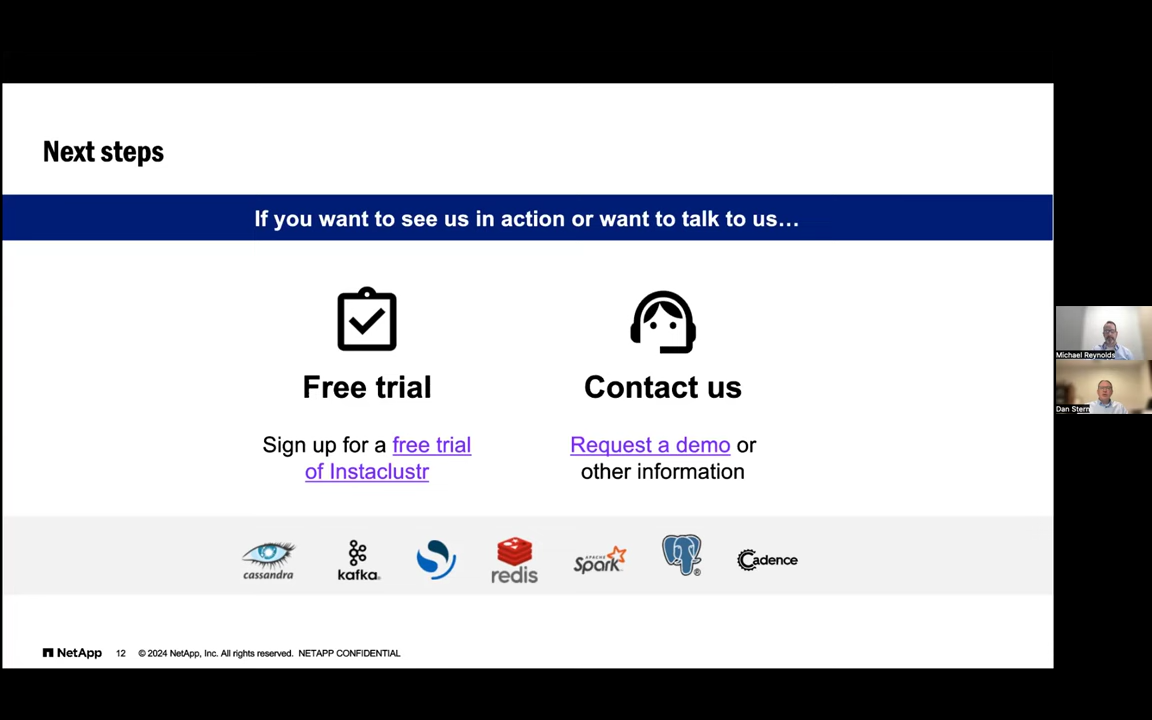 Next steps
If you want to see us in action or want to talk to us…
Free trial
Sign up for a free trial
of Instaclustr
Contact us
Request a demo or
other information
cassandra
kafka®
redis
APACHE
Spark™
®
Cadence
NetApp 12 © 2024 NetApp, Inc. All rights reserved. NETAPP CONFIDENTIAL
Michael Reynolds
Dan Stern